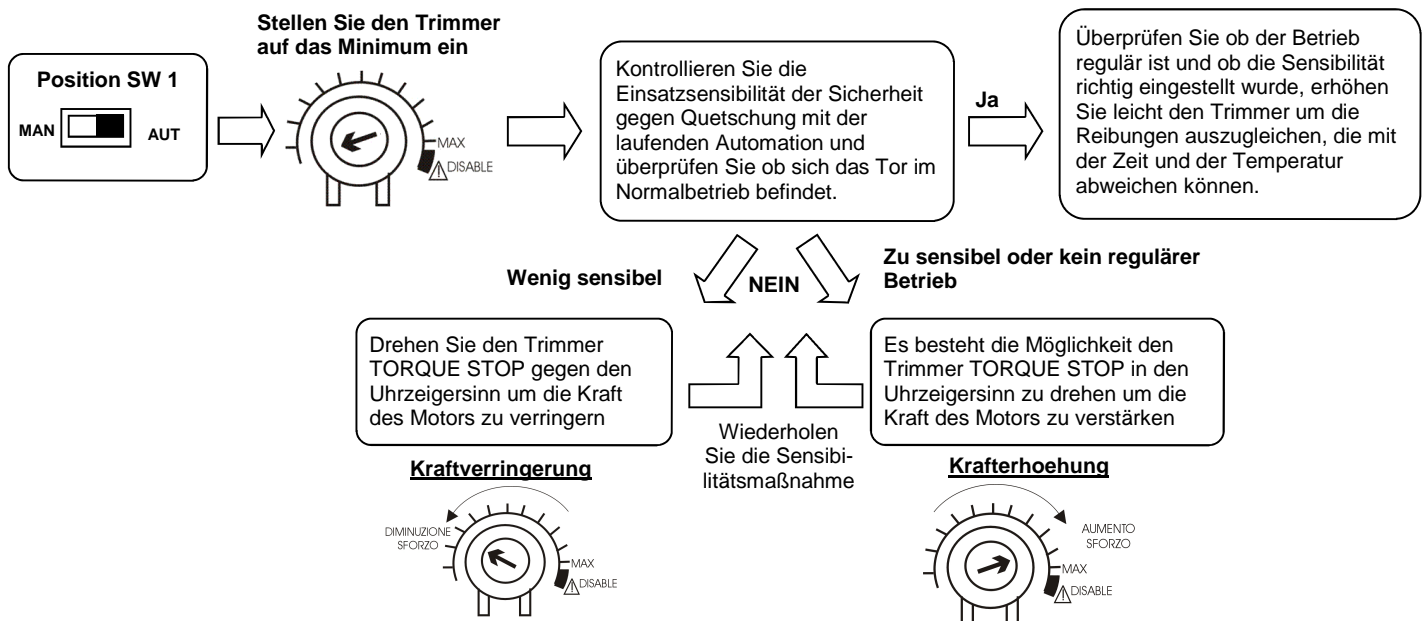 Position SW 1
MAN
AUT
Stellen Sie den Trimmer
auf das Minimum ein
MAX
DISABLE
Kontrollieren Sie die
Einsatzsensibilität der Sicherheit
gegen Quetschung mit der
laufenden Automation und
überprüfen Sie ob sich das Tor im
Normalbetrieb befindet.
Ja
Überprüfen Sie ob der Betrieb
regulär ist und ob die Sensibilität
richtig eingestellt wurde, erhöhen
Sie leicht den Trimmer um die
Reibungen auszugleichen, die mit
der Zeit und der Temperatur
abweichen können.
Wenig sensibel
NEIN
Zu sensibel oder kein regulärer
Betrieb
Drehen Sie den Trimmer
TORQUE STOP gegen den
Uhrzeigersinn um die Kraft
des Motors zu verringern
Es besteht die Möglichkeit den
Trimmer TORQUE STOP in den
Uhrzeigersinn zu drehen um die
Kraft des Motors zu verstärken
Wiederholen
Sie die Sensibi-
litätsmaßnahme
Kraftverringerung
DIMINUZIONE
SFORZO
MAX
DISABLE
Krafterhoehung
AUMENTO
SFORZO
MAX
DISABLE